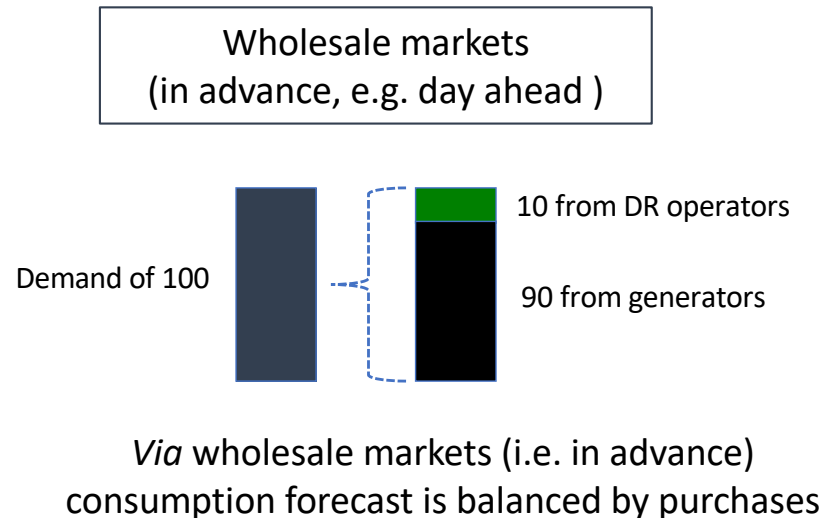 Wholesale markets
(in advance, e.g. day ahead )
10 from DR operators
Demand of 100
90 from generators
Via wholesale markets (i.e. in advance)
consumption forecast is balanced by purchases